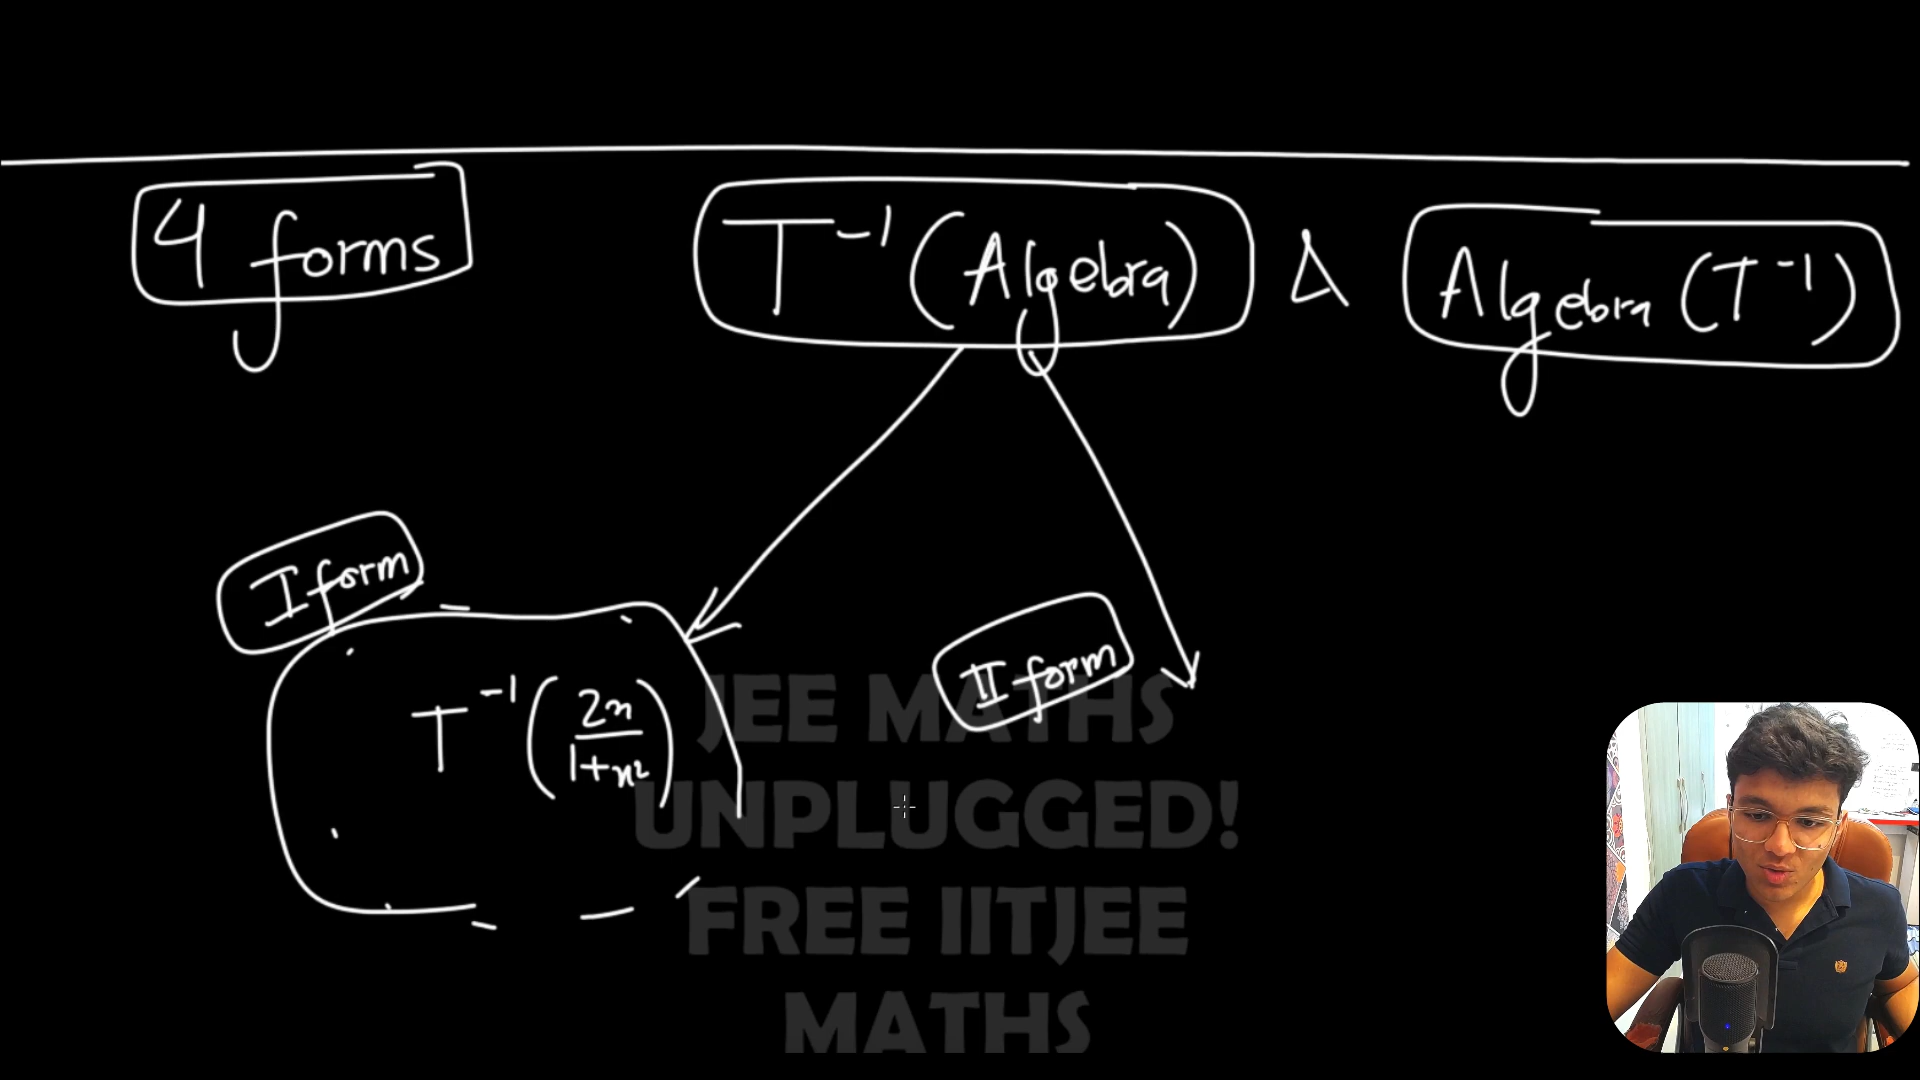 4 forms
T⁻¹(Algebra) & Algebra(T⁻¹)
I form
II form
T⁻¹(2x/1+x²)
JEE MATHS
UNPLUGGED!
FREE IITJEE
MATHS